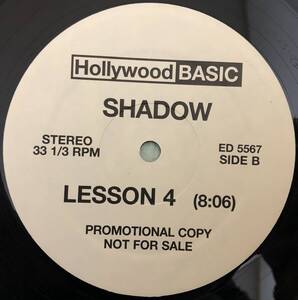 Hollywood BASIC
SHADOW
STEREO
33 1/3 RPM
ED 5567
SIDE B
LESSON 4 (8:06)
PROMOTIONAL COPY
NOT FOR SALE